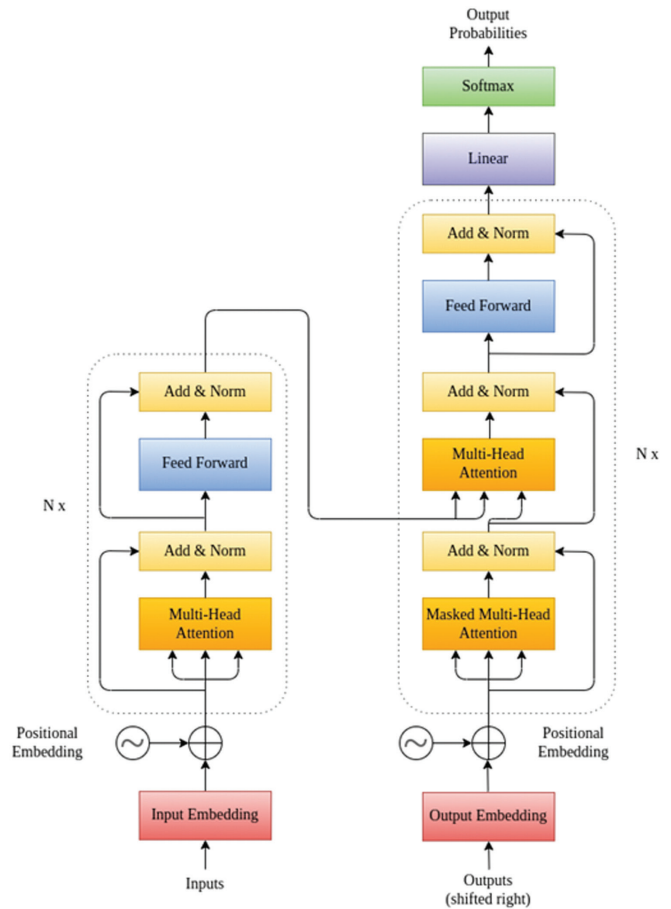 Output
Probabilities
Softmax
Linear
Add & Norm
Feed Forward
Add & Norm
Multi-Head
Attention
N x
Add & Norm
Masked Multi-Head
Attention
Positional
Embedding
Output Embedding
Outputs
(shifted right)
Add & Norm
Feed Forward
N x
Add & Norm
Multi-Head
Attention
Positional
Embedding
Input Embedding
Inputs